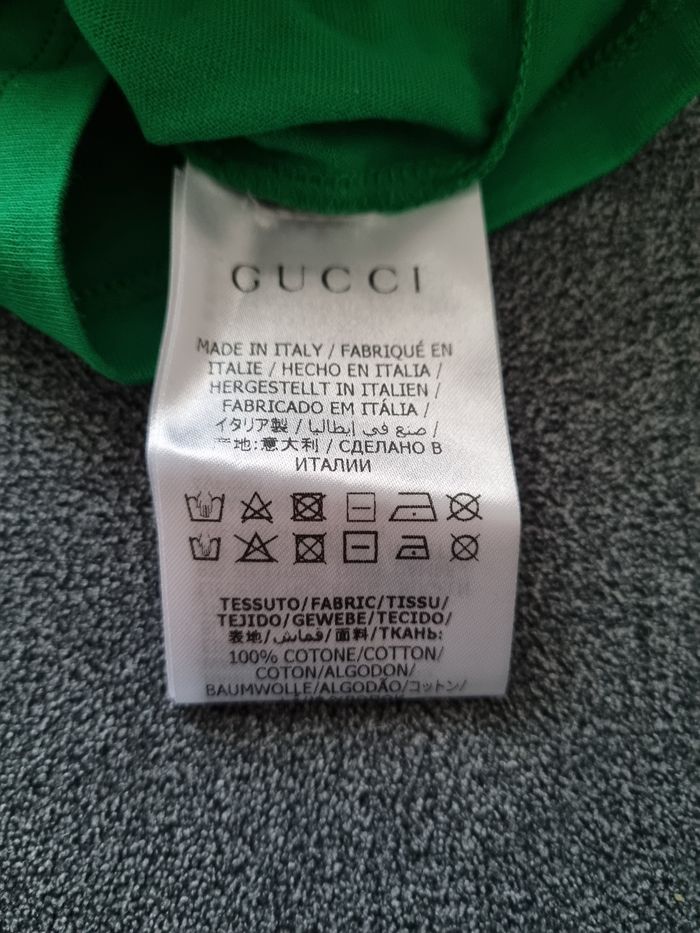 GUCCI
MADE IN ITALY / FABRIQUÉ EN
ITALIE / HECHO EN ITALIA /
HERGESTELLT IN ITALIEN /
FABRICADO EM ITÁLIA /
イタリア製 / صنع في إيطاليا /
产地:意大利 / СДЕЛАНО В
ИТАЛИИ
TESSUTO/FABRIC/TISSU/
TEJIDO/GEWEBE/TECIDO/
表地/قماش/面料/ТКАНЬ:
100% COTONE/COTTON/
COTON/ALGODON/
BAUMWOLLE/ALGODÃO/コットン/